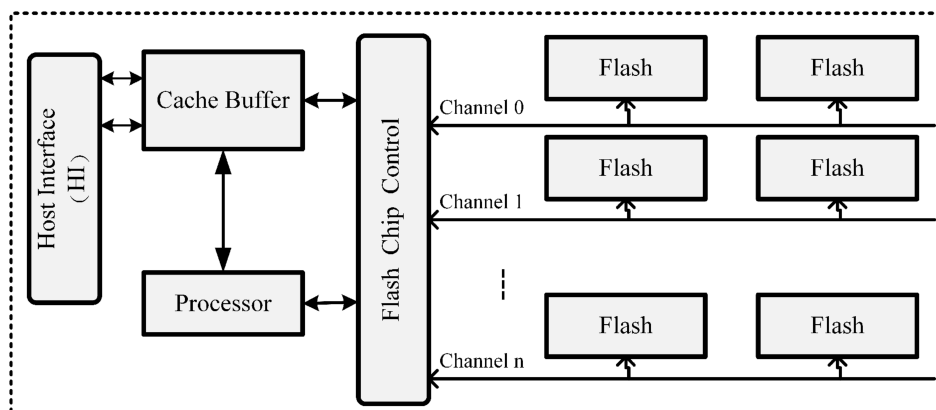 Host Interface
(HI)
Cache Buffer
Processor
Flash Chip Control
Channel 0
Flash
Flash
Channel 1
Flash
Flash
Channel n
Flash
Flash